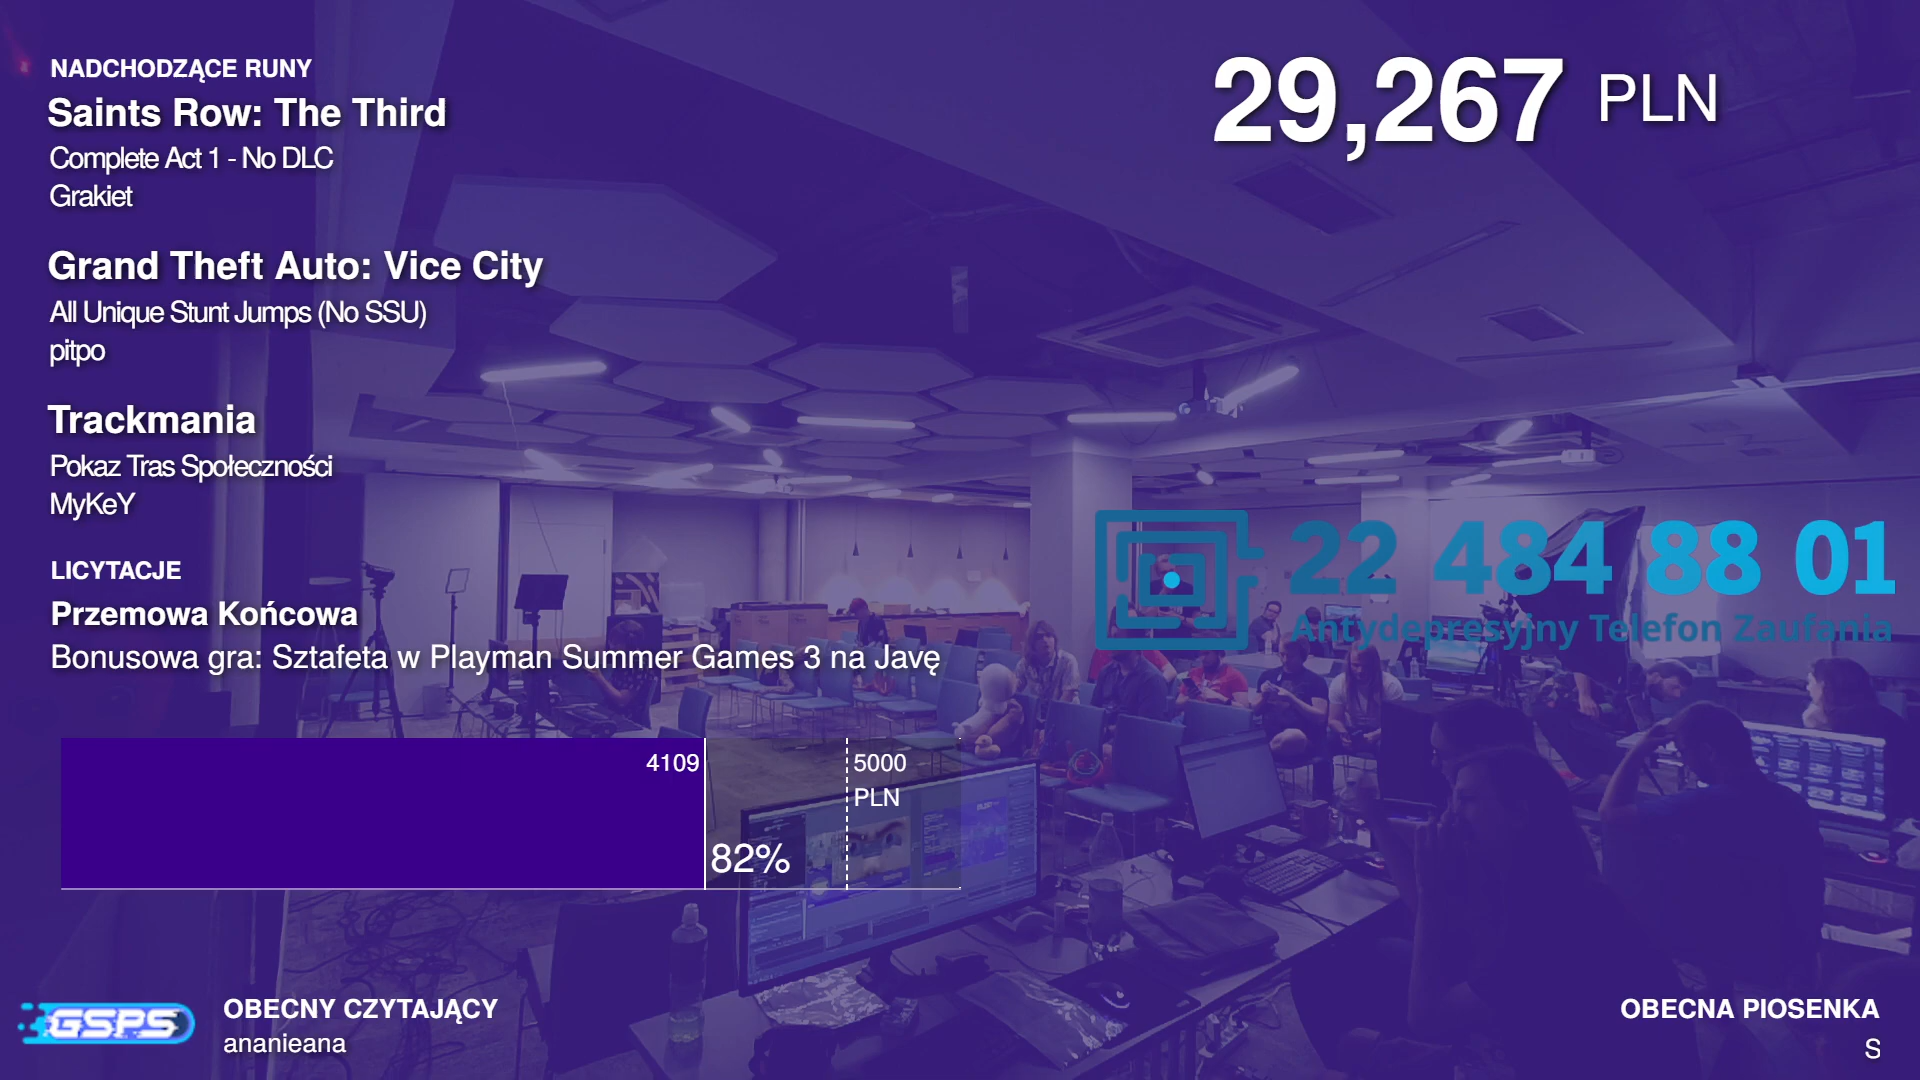 NADCHODZĄCE RUNY
Saints Row: The Third
Complete Act 1 - No DLC
Grakiet
Grand Theft Auto: Vice City
All Unique Stunt Jumps (No SSU)
pitpo
Trackmania
Pokaz Tras Społeczności
MyKeY
LICYTACJE
Przemowa Końcowa
Bonusowa gra: Sztafeta w Playman Summer Games 3 na Javę
4109
82%
5000
PLN
29,267 PLN
22 484 88 01
Antydepresyjny Telefon Zaufania
GSPS
OBECNY CZYTAJĄCY
ananieana
OBECNA PIOSENKA
S